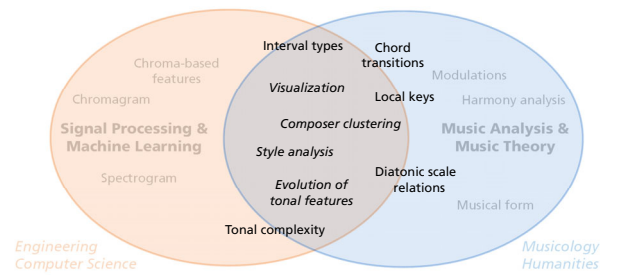 Interval types
Chord
transitions
Chroma-based
features
Modulations
Visualization
Chromagram
Local keys
Harmony analysis
Signal Processing &
Machine Learning
Composer clustering
Music Analysis &
Music Theory
Style analysis
Spectrogram
Diatonic scale
relations
Evolution of
tonal features
Musical form
Tonal complexity
Engineering
Computer Science
Musicology
Humanities